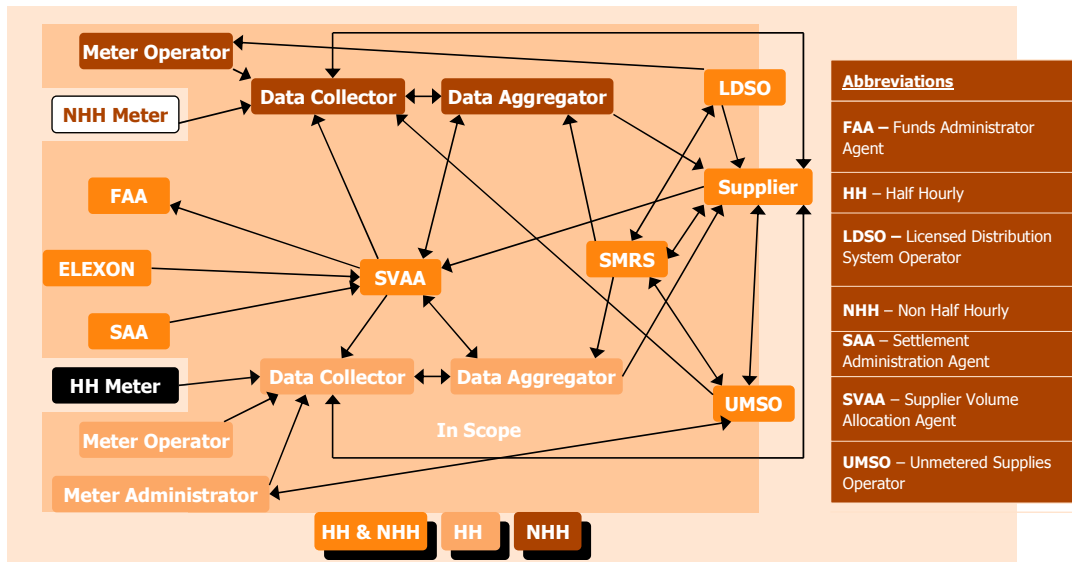 Meter Operator
NHH Meter
Data Collector
Data Aggregator
LDSO
Supplier
FAA
ELEXON
SAA
SVAA
SMRS
HH Meter
Data Collector
Data Aggregator
UMSO
Meter Operator
In Scope
Meter Administrator
HH & NHH
HH
NHH
Abbreviations
FAA – Funds Administrator
Agent
HH – Half Hourly
LDSO – Licensed Distribution
System Operator
NHH – Non Half Hourly
SAA – Settlement
Administration Agent
SVAA – Supplier Volume
Allocation Agent
UMSO – Unmetered Supplies
Operator